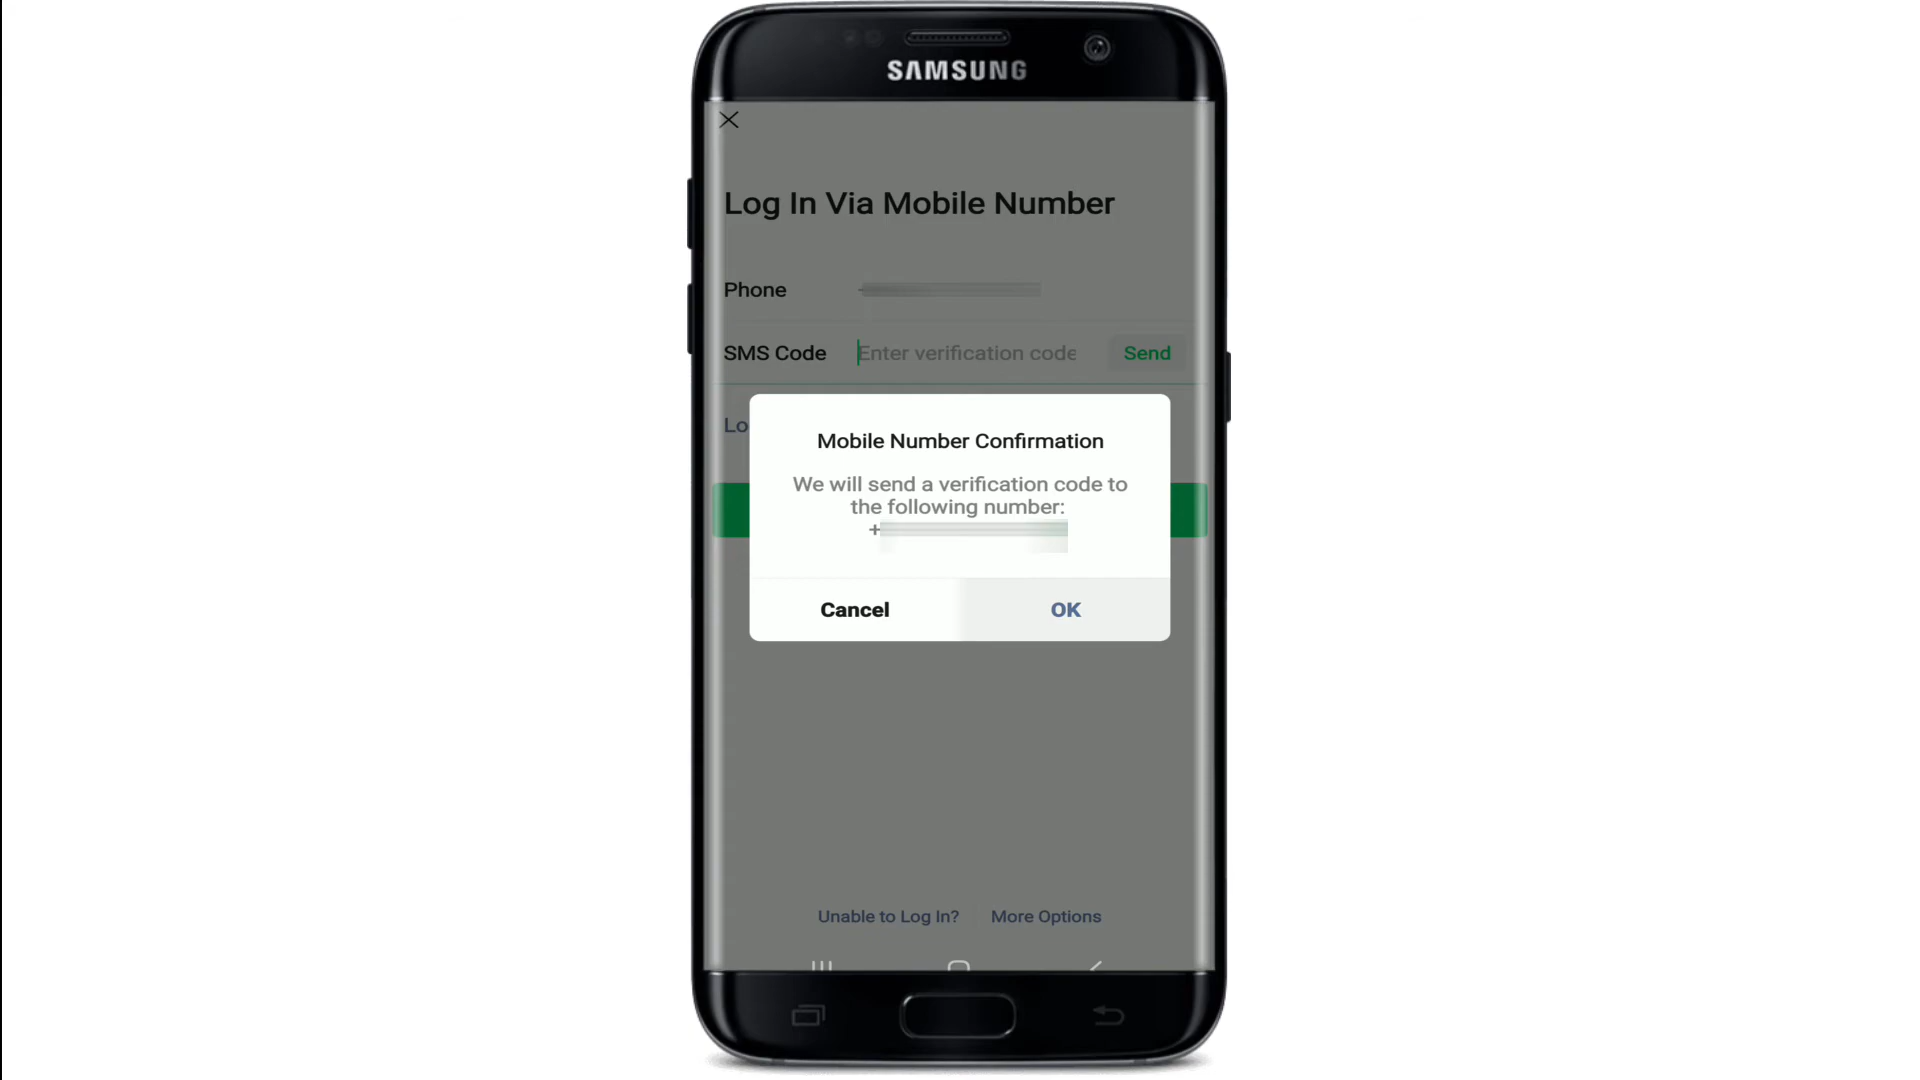 SAMSUNG
Log In Via Mobile Number
Phone
SMS Code Enter verification code Send
Lo
Mobile Number Confirmation
We will send a verification code to
the following number:
+
Cancel OK
Unable to Log In? More Options